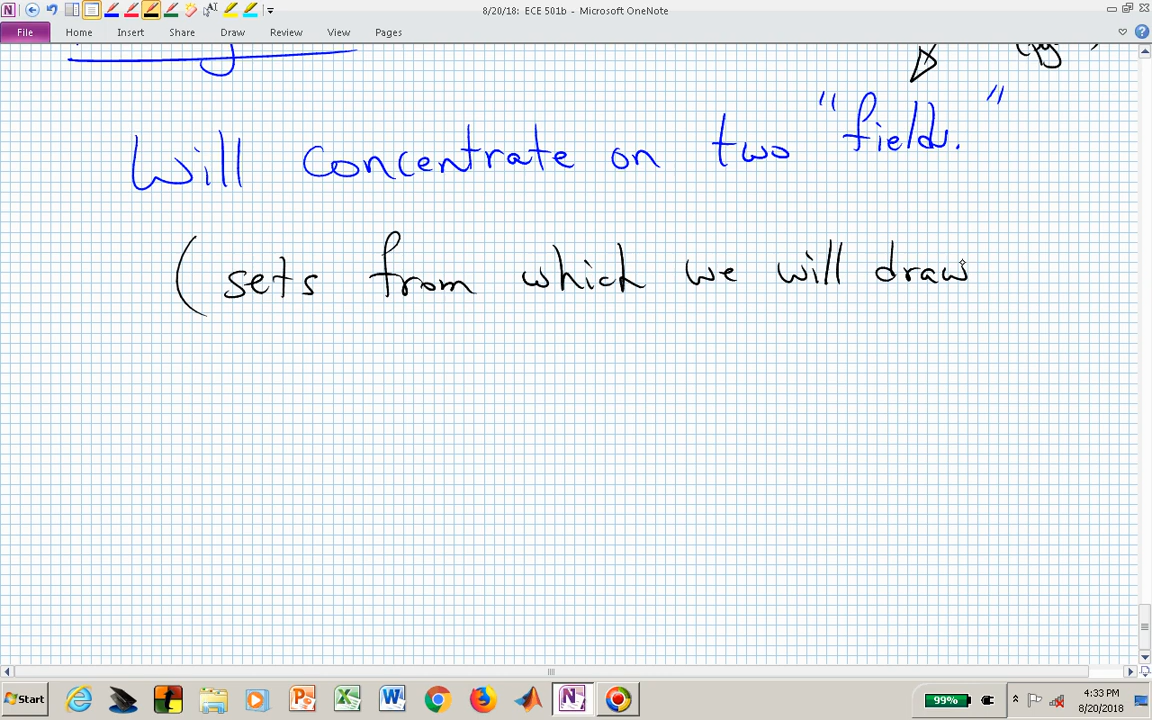 8/20/18: ECE 501b - Microsoft OneNote
File Home Insert Share Draw Review View Pages
Will concentrate on two "fields."
(sets from which we will draw
Start
99%
4:33 PM
8/20/2018